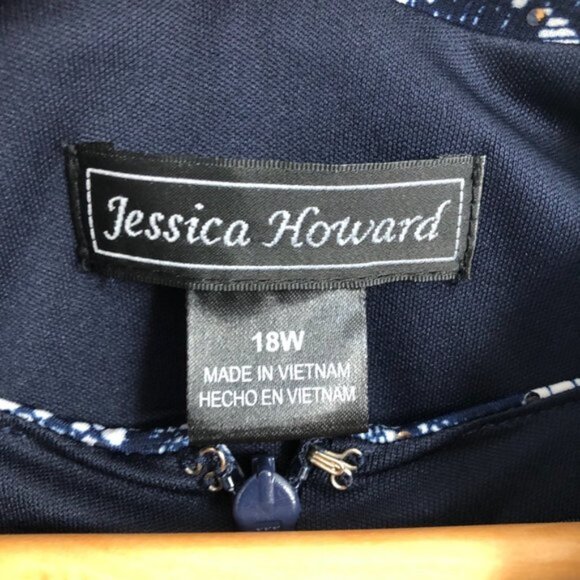 Jessica Howard
18W
MADE IN VIETNAM
HECHO EN VIETNAM